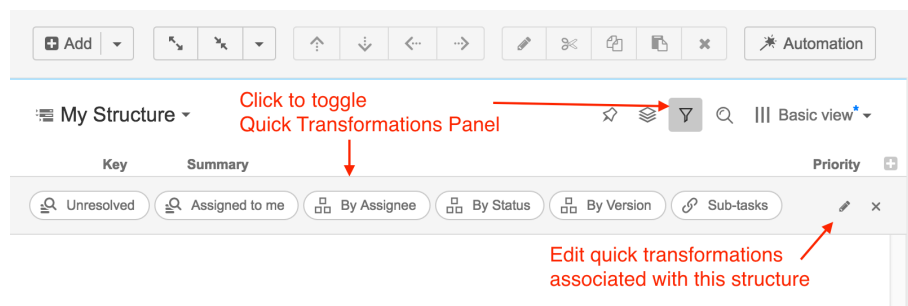 Add
Automation
My Structure
Click to toggle
Quick Transformations Panel
Basic view*
Key Summary Priority
Unresolved Assigned to me By Assignee By Status By Version Sub-tasks
Edit quick transformations
associated with this structure